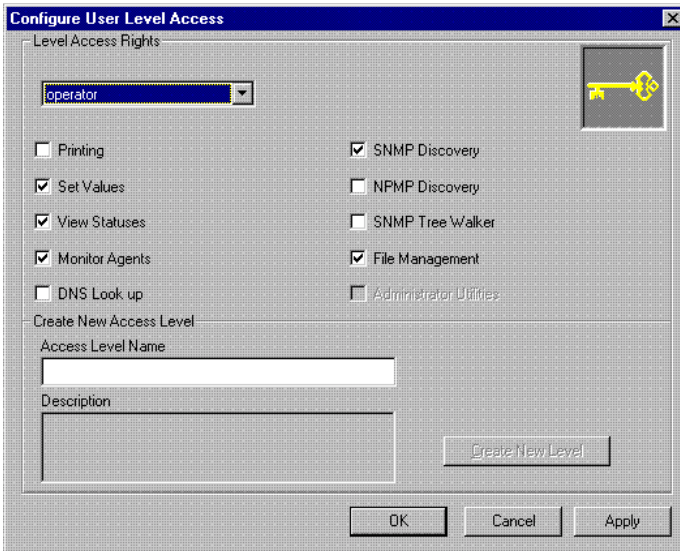 Configure User Level Access
Level Access Rights
operator
Printing
SNMP Discovery
Set Values
NPMP Discovery
View Statuses
SNMP Tree Walker
Monitor Agents
File Management
DNS Look up
Administrator Utilities
Create New Access Level
Access Level Name
Description
Create New Level
OK
Cancel
Apply